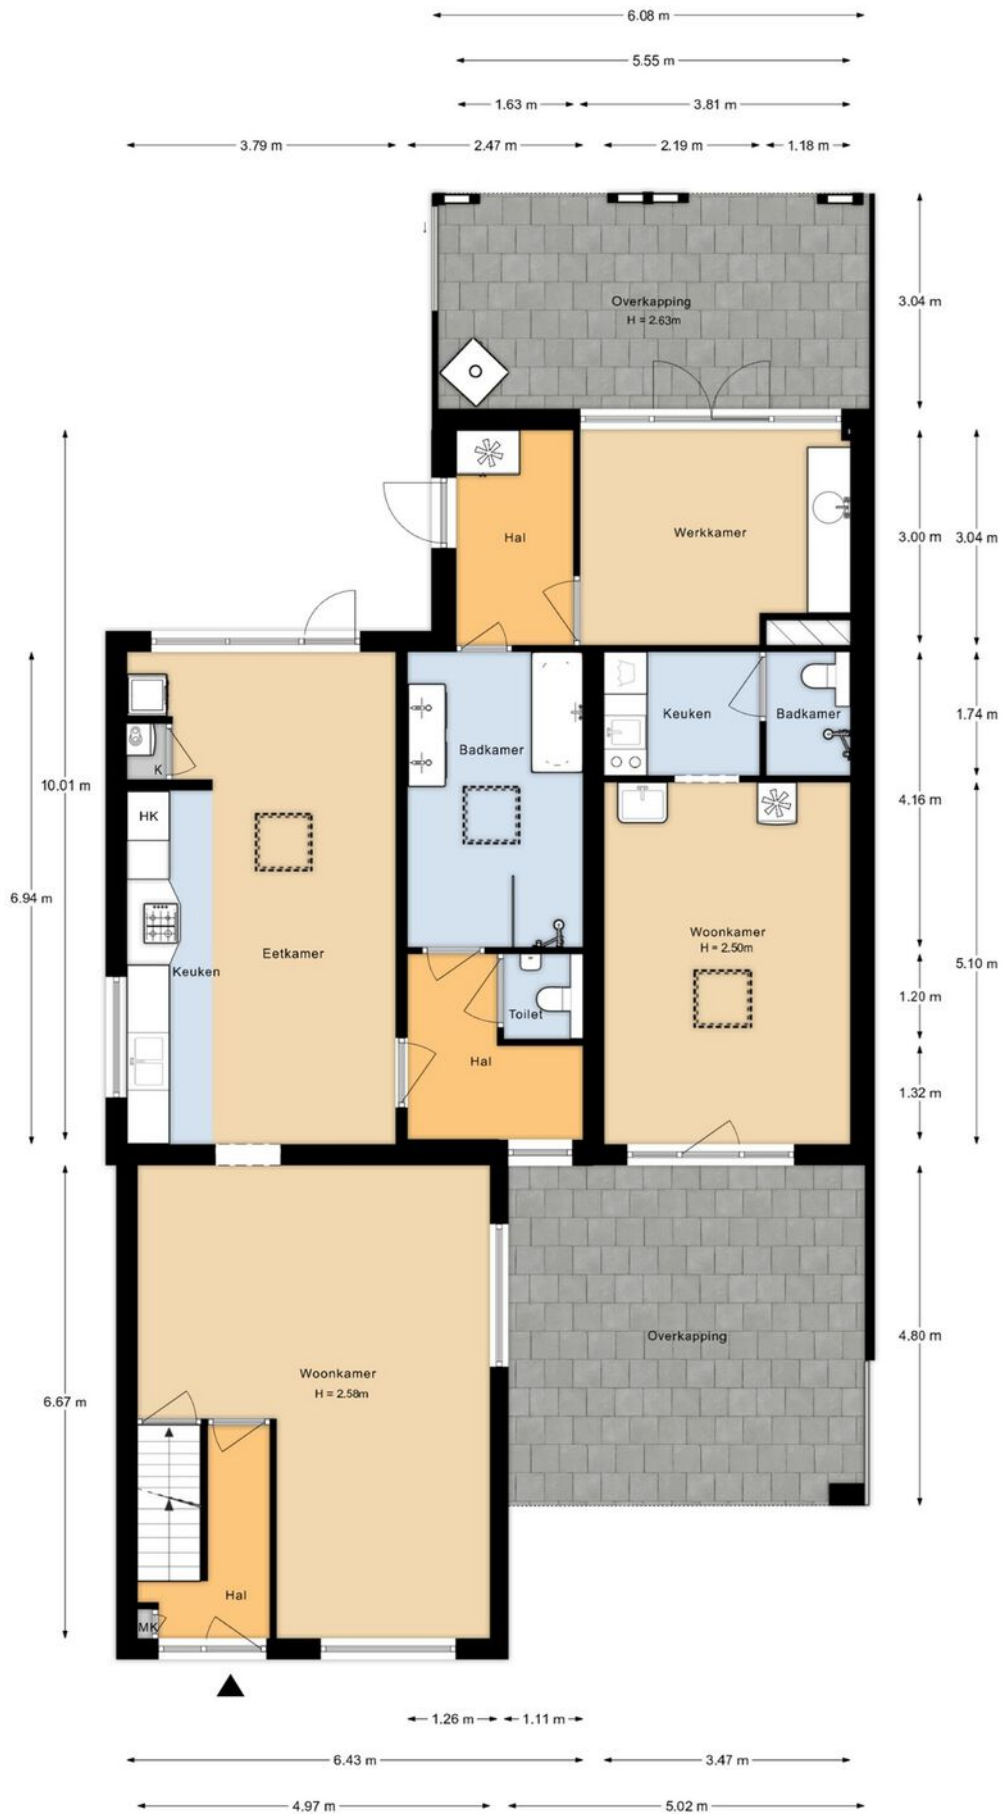 6.08 m
5.55 m
1.63 m
3.81 m
3.79 m
2.47 m
2.19 m
1.18 m
Overkapping
H = 2.63m
3.04 m
Hal
Werkkamer
3.00 m
3.04 m
Keuken
Badkamer
1.74 m
Badkamer
K
10.01 m
4.16 m
HK
6.94 m
Woonkamer
H = 2.50m
Eetkamer
5.10 m
Keuken
1.20 m
Toilet
Hal
1.32 m
Overkapping
4.80 m
Woonkamer
H = 2.58m
6.67 m
Hal
MK
1.26 m
1.11 m
6.43 m
3.47 m
4.97 m
5.02 m